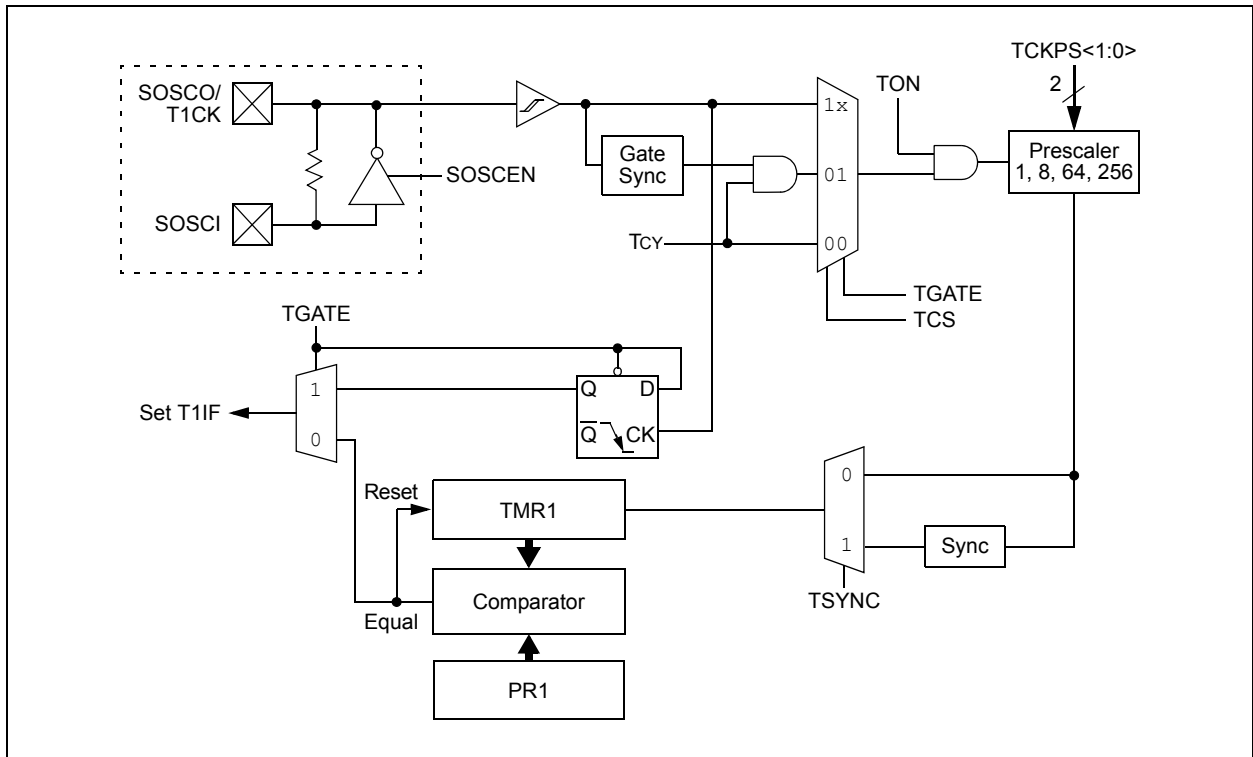 TCKPS<1:0>
2
SOSCO/
T1CK
TON
1x
Prescaler
1, 8, 64, 256
Gate
Sync
SOSCEN
01
SOSCI
TCY
00
TGATE
TCS
TGATE
1
Q
D
Set T1IF
0
Q
CK
0
Reset
TMR1
1
Sync
TSYNC
Comparator
Equal
PR1